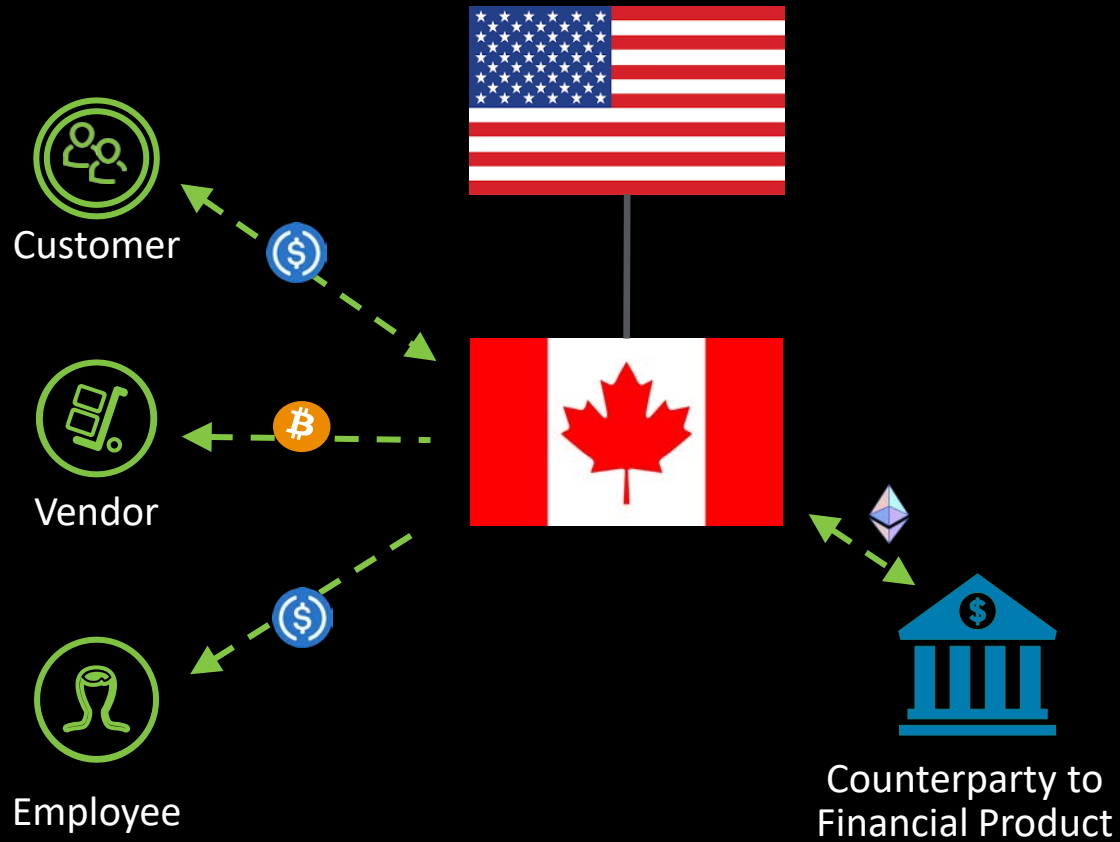 Customer
Vendor
Employee
Counterparty to
Financial Product